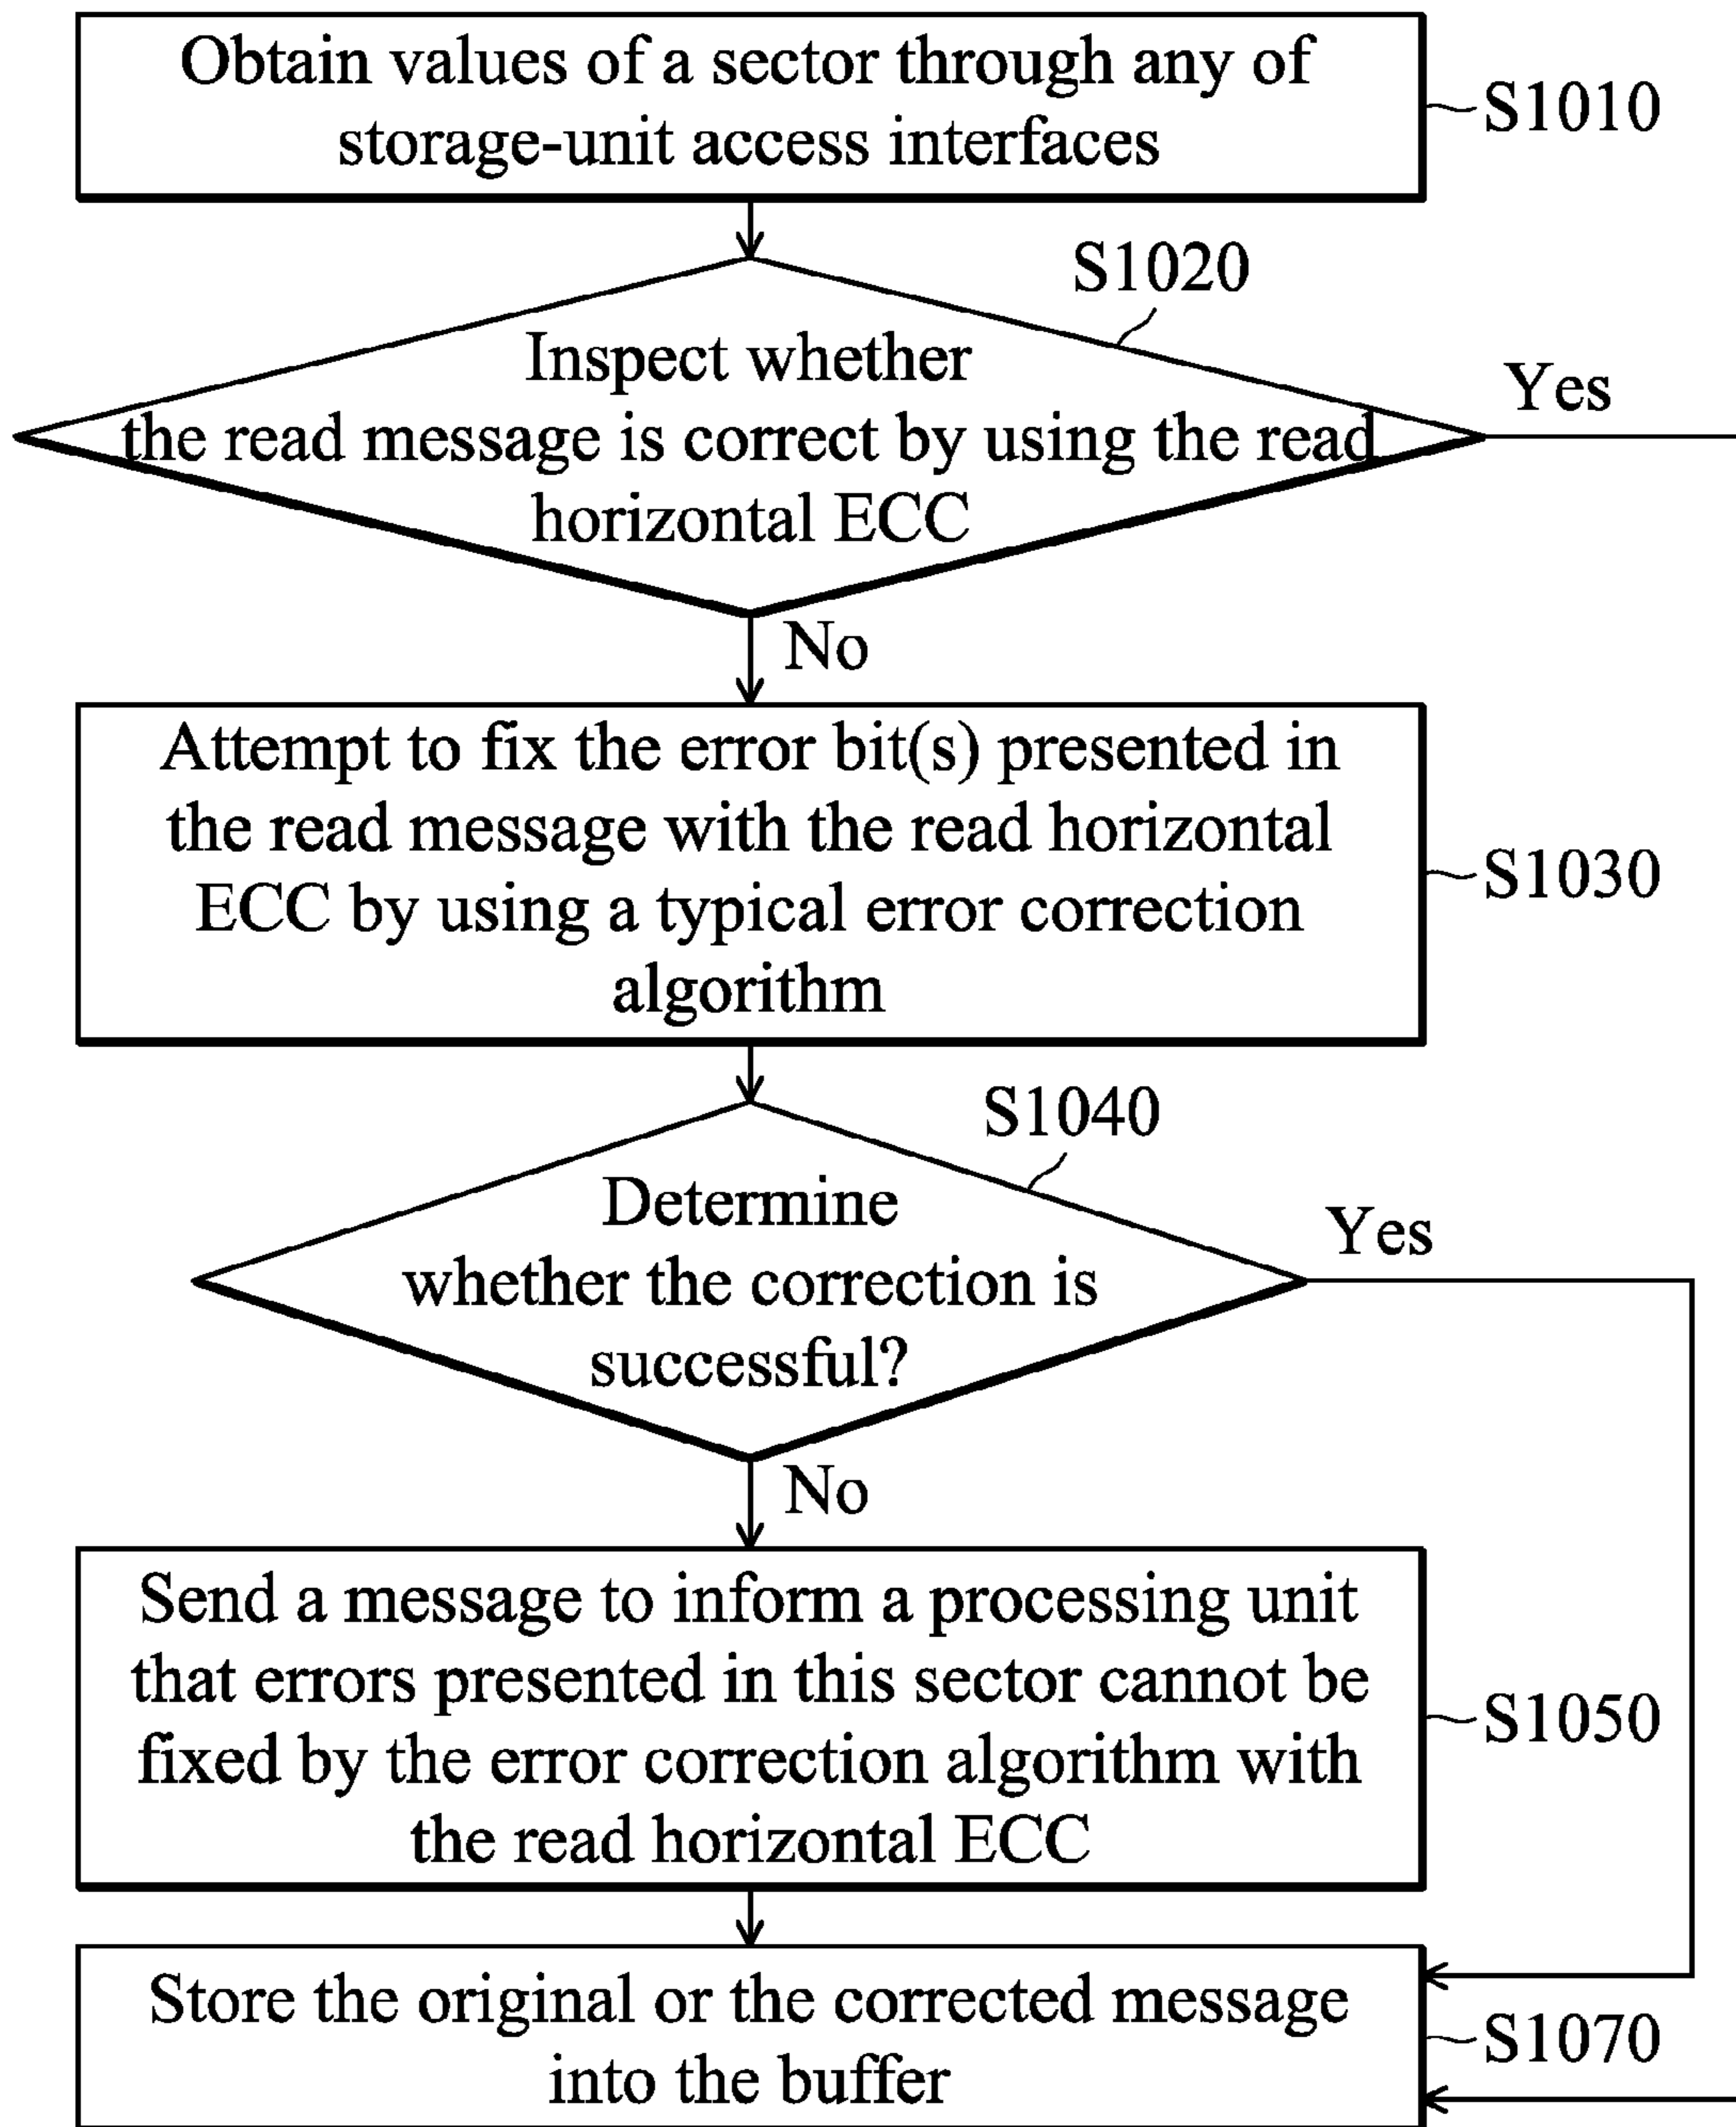 Obtain values of a sector through any of
storage-unit access interfaces
S1010
S1020
Inspect whether
the read message is correct by using the read
horizontal ECC
Yes
No
Attempt to fix the error bit(s) presented in
the read message with the read horizontal
ECC by using a typical error correction
algorithm
S1030
S1040
Determine
whether the correction is
successful?
Yes
No
Send a message to inform a processing unit
that errors presented in this sector cannot be
fixed by the error correction algorithm with
the read horizontal ECC
S1050
Store the original or the corrected message
into the buffer
S1070